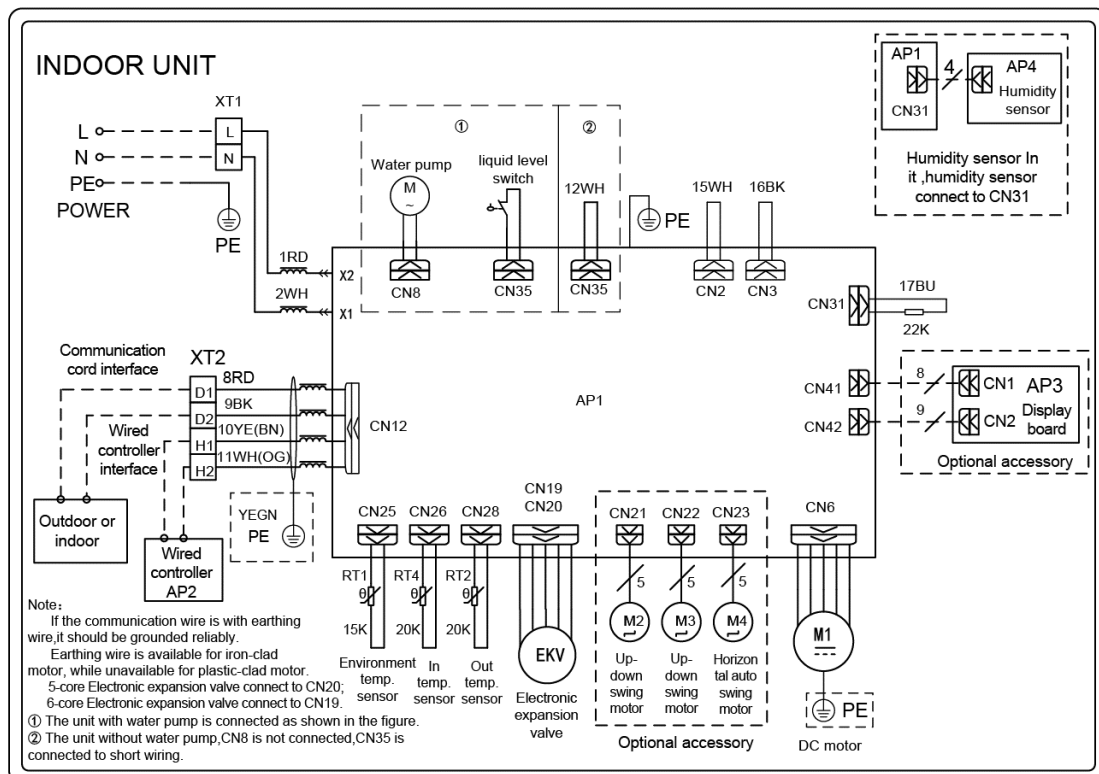 INDOOR UNIT
XT1
L
L
N
N
PE
POWER
PE
1RD
X2
2WH
X1
①
②
Water pump
M
~
liquid level
switch
12WH
CN8
CN35
CN35
PE
15WH
16BK
CN2
CN3
AP1
CN31
4
AP4
Humidity
sensor
Humidity sensor In
it ,humidity sensor
connect to CN31
CN31
17BU
22K
AP1
CN41
8
CN1
AP3
CN42
9
CN2
Display
board
Optional accessory
Communication
cord interface
XT2
D1
8RD
D2
9BK
H1
10YE(BN)
H2
11WH(OG)
CN12
Wired
controller
interface
Outdoor or
indoor
Wired
controller
AP2
YEGN
PE
CN25
CN26
CN28
CN19
CN20
CN21
CN22
CN23
CN6
RT1
θ
15K
RT4
θ
20K
RT2
θ
20K
Environment
temp.
sensor
In
temp.
sensor
Out
temp.
sensor
EKV
Electronic
expansion
valve
5
5
5
M2
~
M3
~
M4
~
Up-
down
swing
motor
Up-
down
swing
motor
Horizon
tal auto
swing
motor
Optional accessory
M1
PE
DC motor
Note:
If the communication wire is with earthing
wire,it should be grounded reliably.
Earthing wire is available for iron-clad
motor, while unavailable for plastic-clad motor.
5-core Electronic expansion valve connect to CN20;
6-core Electronic expansion valve connect to CN19.
① The unit with water pump is connected as shown in the figure.
② The unit without water pump,CN8 is not connected,CN35 is
connected to short wiring.